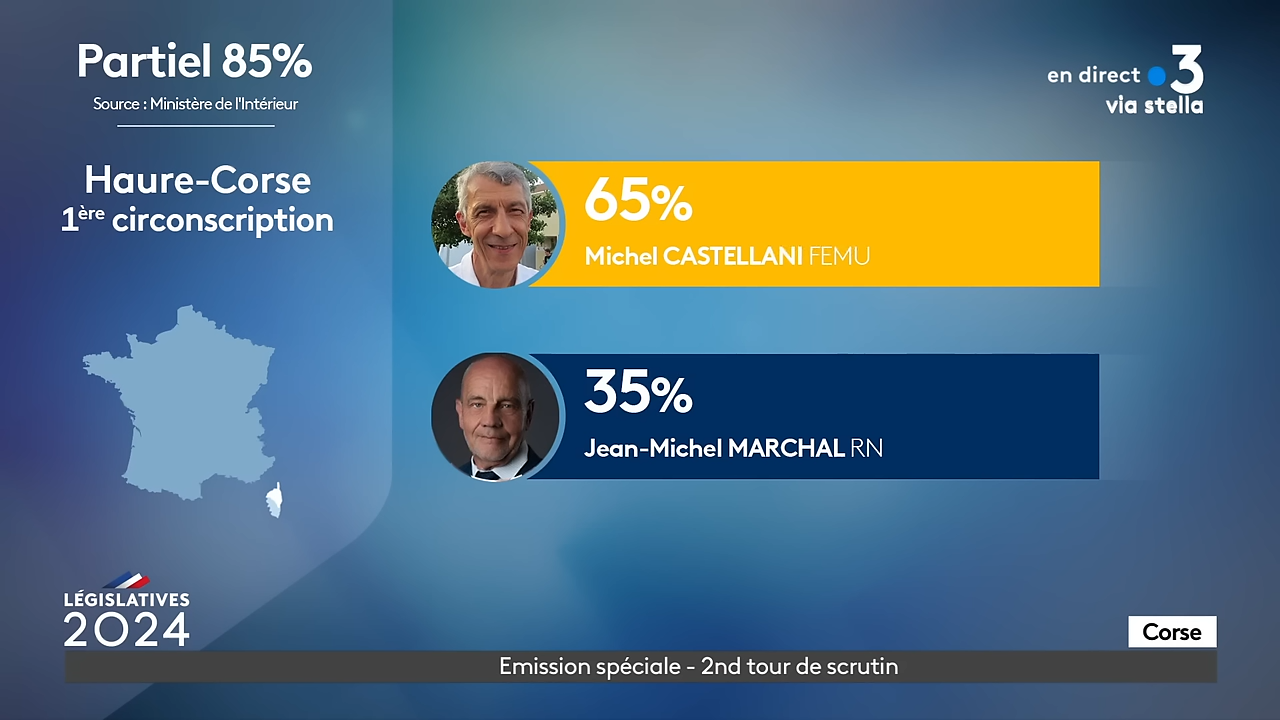 Partiel 85%
Source : Ministère de l'Intérieur
Haure-Corse
1ère circonscription
en direct 3
via stella
65%
Michel CASTELLANI FEMU
35%
Jean-Michel MARCHAL RN
LÉGISLATIVES
2024
Corse
Emission spéciale - 2nd tour de scrutin